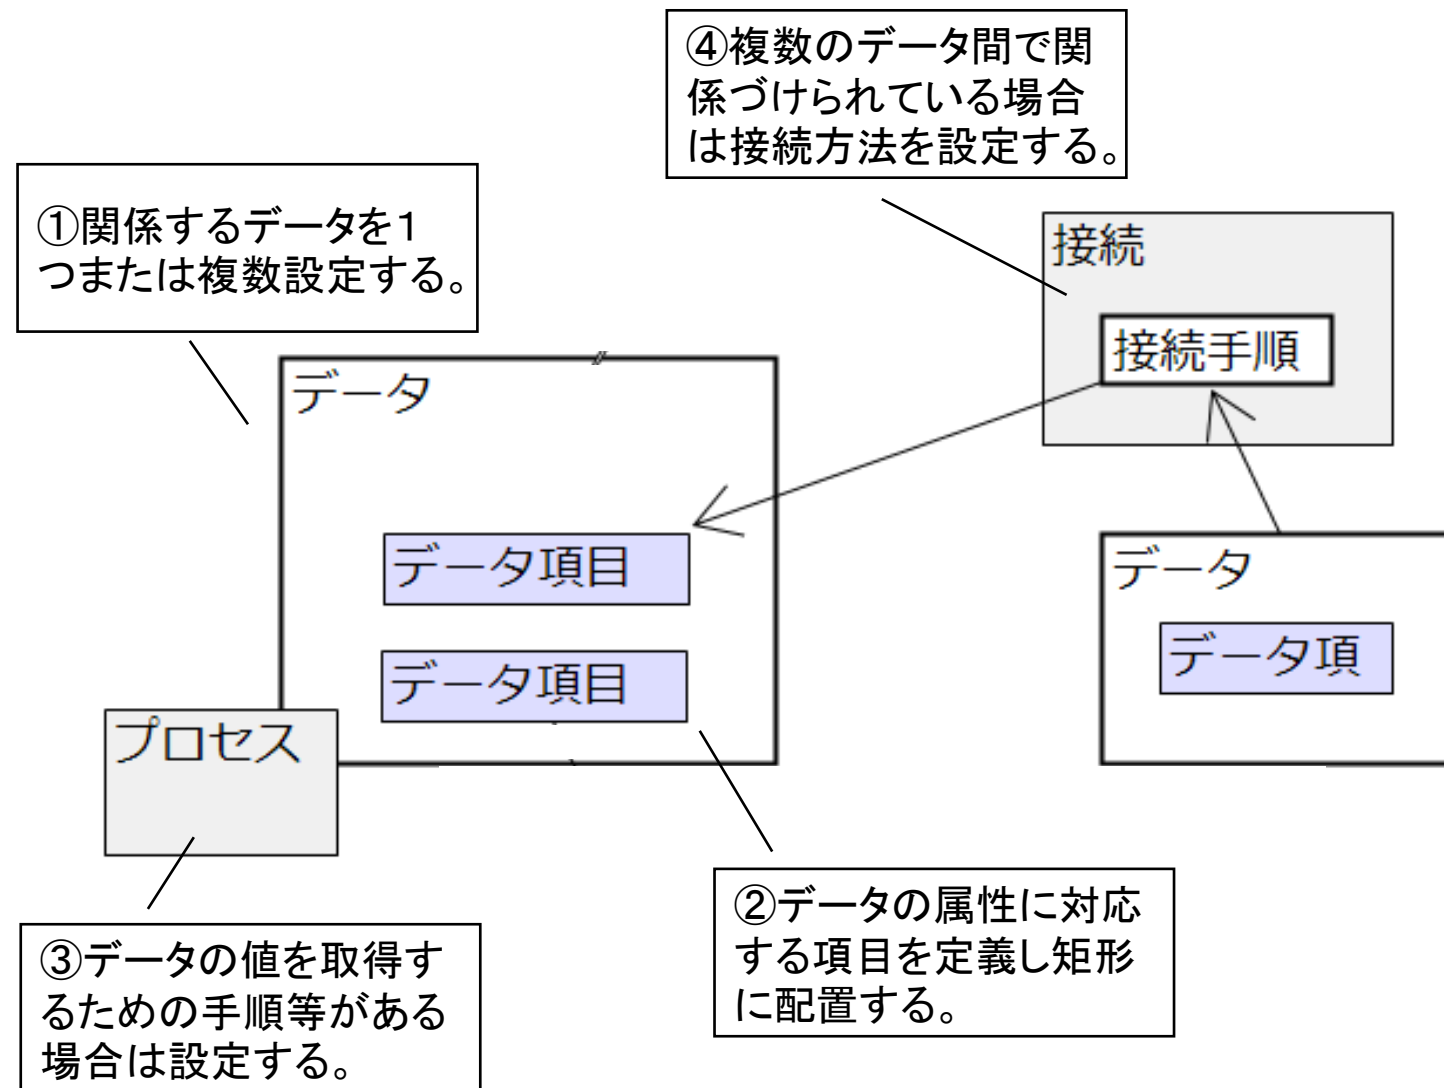 ④複数のデータ間で関
係づけられている場合
は接続方法を設定する。
①関係するデータを１
つまたは複数設定する。
接続
接続手順
データ
データ項目
データ項目
プロセス
データ
データ項
②データの属性に対応
する項目を定義し矩形
に配置する。
③データの値を取得す
るための手順等がある
場合は設定する。